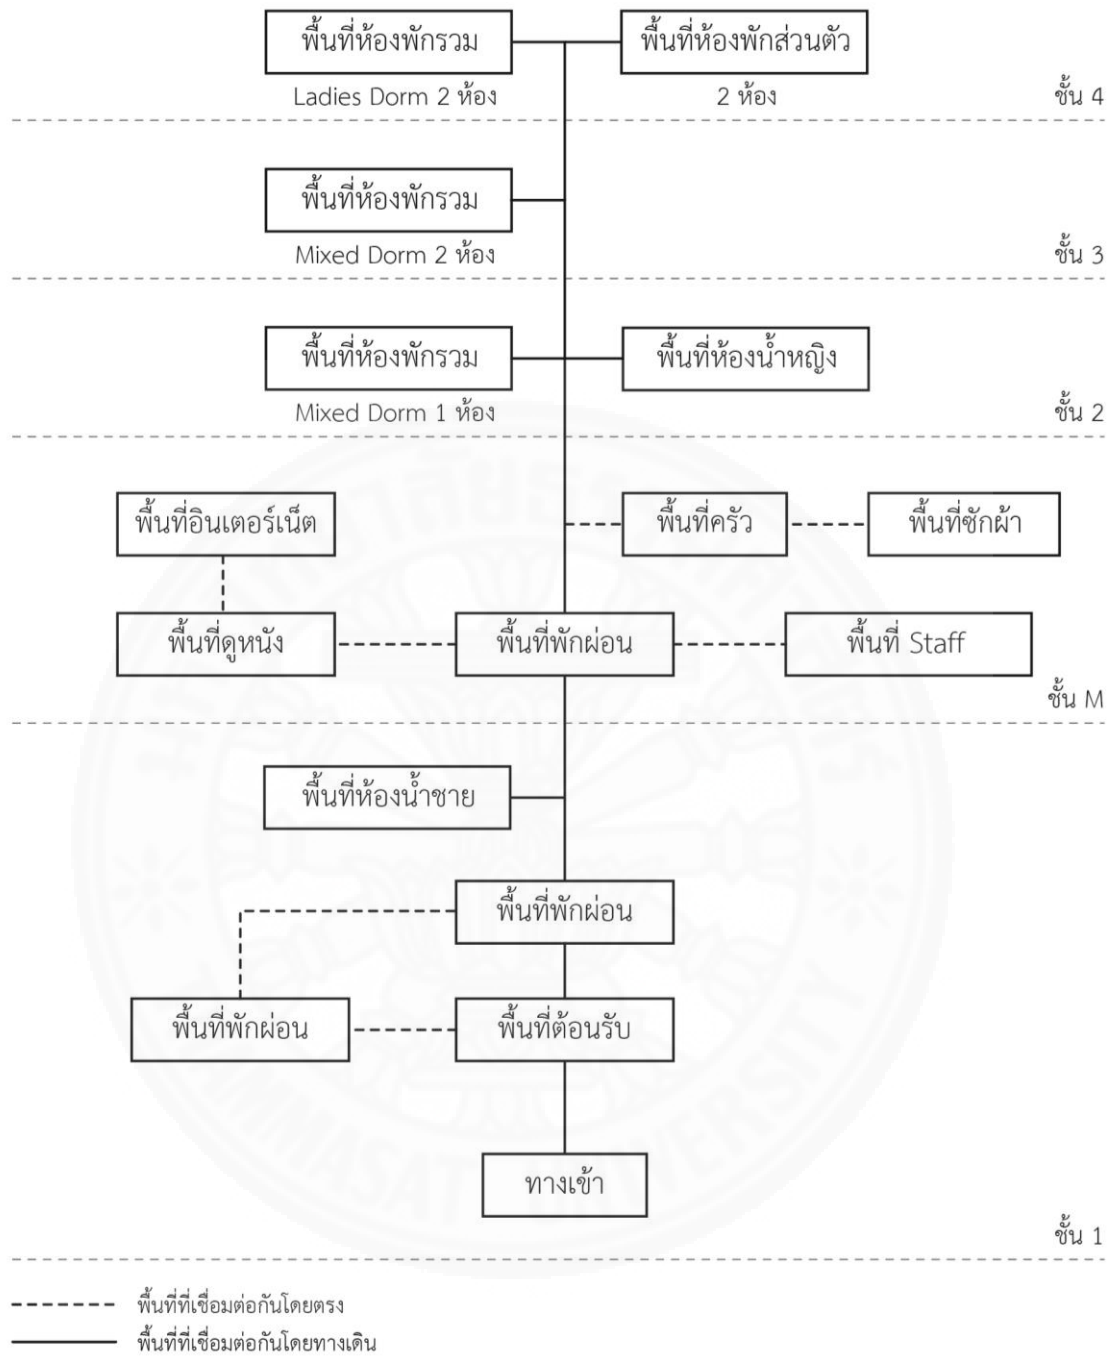 พื้นที่ห้องพักรวม
พื้นที่ห้องพักส่วนตัว
Ladies Dorm 2 ห้อง
2 ห้อง
ชั้น 4
พื้นที่ห้องพักรวม
Mixed Dorm 2 ห้อง
ชั้น 3
พื้นที่ห้องพักรวม
พื้นที่ห้องน้ำหญิง
Mixed Dorm 1 ห้อง
ชั้น 2
พื้นที่อินเตอร์เน็ต
พื้นที่ครัว
พื้นที่ซักผ้า
พื้นที่ดูหนัง
พื้นที่พักผ่อน
พื้นที่ Staff
ชั้น M
พื้นที่ห้องน้ำชาย
พื้นที่พักผ่อน
พื้นที่พักผ่อน
พื้นที่ต้อนรับ
ทางเข้า
ชั้น 1
พื้นที่ที่เชื่อมต่อกันโดยตรง
พื้นที่ที่เชื่อมต่อกันโดยทางเดิน
THAMMASAT UNIVERSITY